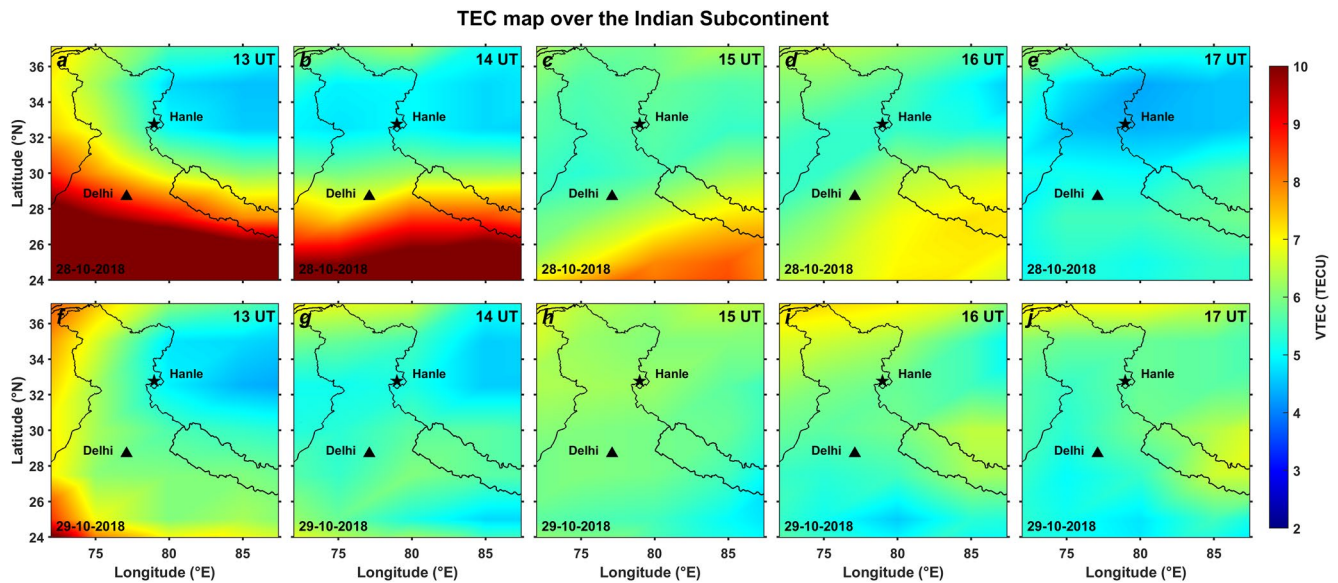 TEC map over the Indian Subcontinent
a 13 UT
b 14 UT
c 15 UT
d 16 UT
e 17 UT
Hanle
Hanle
Hanle
Hanle
Hanle
Delhi
Delhi
Delhi
Delhi
Delhi
28-10-2018
28-10-2018
28-10-2018
28-10-2018
28-10-2018
36
34
32
30
28
26
24
Latitude (°N)
f 13 UT
g 14 UT
h 15 UT
i 16 UT
j 17 UT
Hanle
Hanle
Hanle
Hanle
Hanle
Delhi
Delhi
Delhi
Delhi
Delhi
29-10-2018
29-10-2018
29-10-2018
29-10-2018
29-10-2018
36
34
32
30
28
26
24
Latitude (°N)
75 80 85
75 80 85
75 80 85
75 80 85
75 80 85
Longitude (°E)
Longitude (°E)
Longitude (°E)
Longitude (°E)
Longitude (°E)
10
9
8
7
6
5
4
3
2
VTEC (TECU)